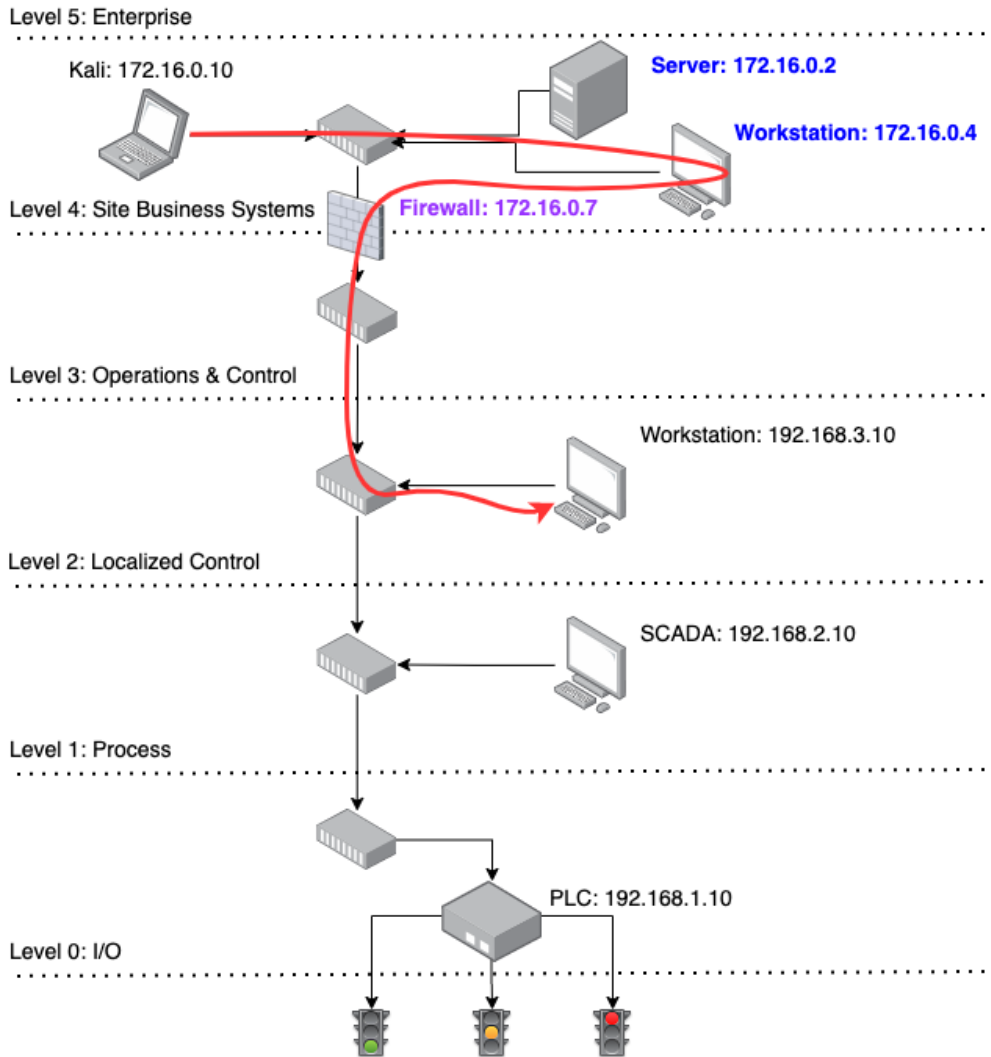 Level 5: Enterprise
Kali: 172.16.0.10
Server: 172.16.0.2
Workstation: 172.16.0.4
Level 4: Site Business Systems
Firewall: 172.16.0.7
Level 3: Operations & Control
Workstation: 192.168.3.10
Level 2: Localized Control
SCADA: 192.168.2.10
Level 1: Process
PLC: 192.168.1.10
Level 0: I/O